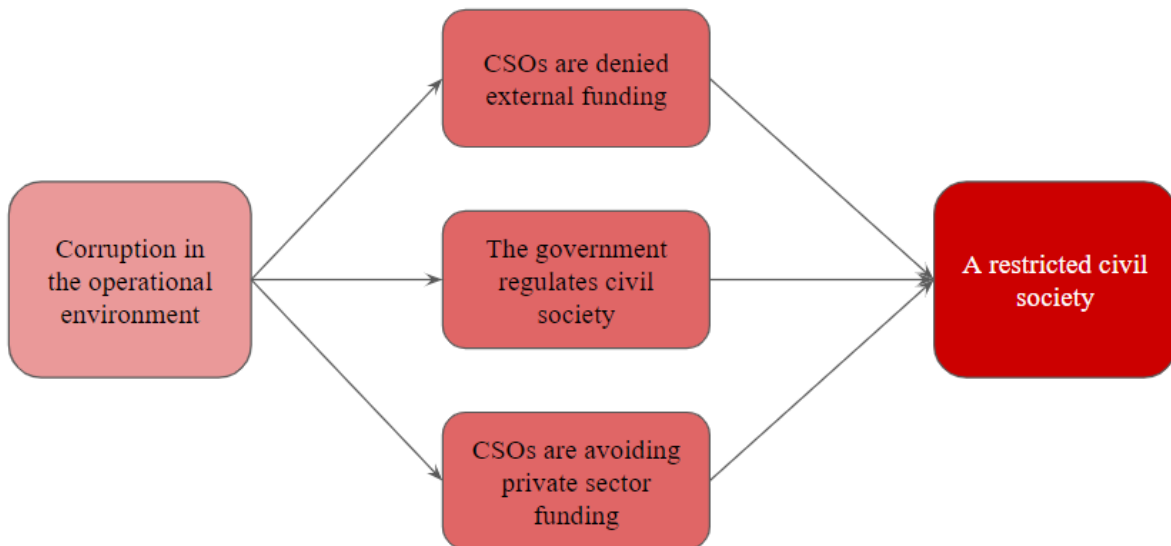 CSOs are denied
external funding
Corruption in
the operational
environment
The government
regulates civil
society
A restricted civil
society
CSOs are avoiding
private sector
funding